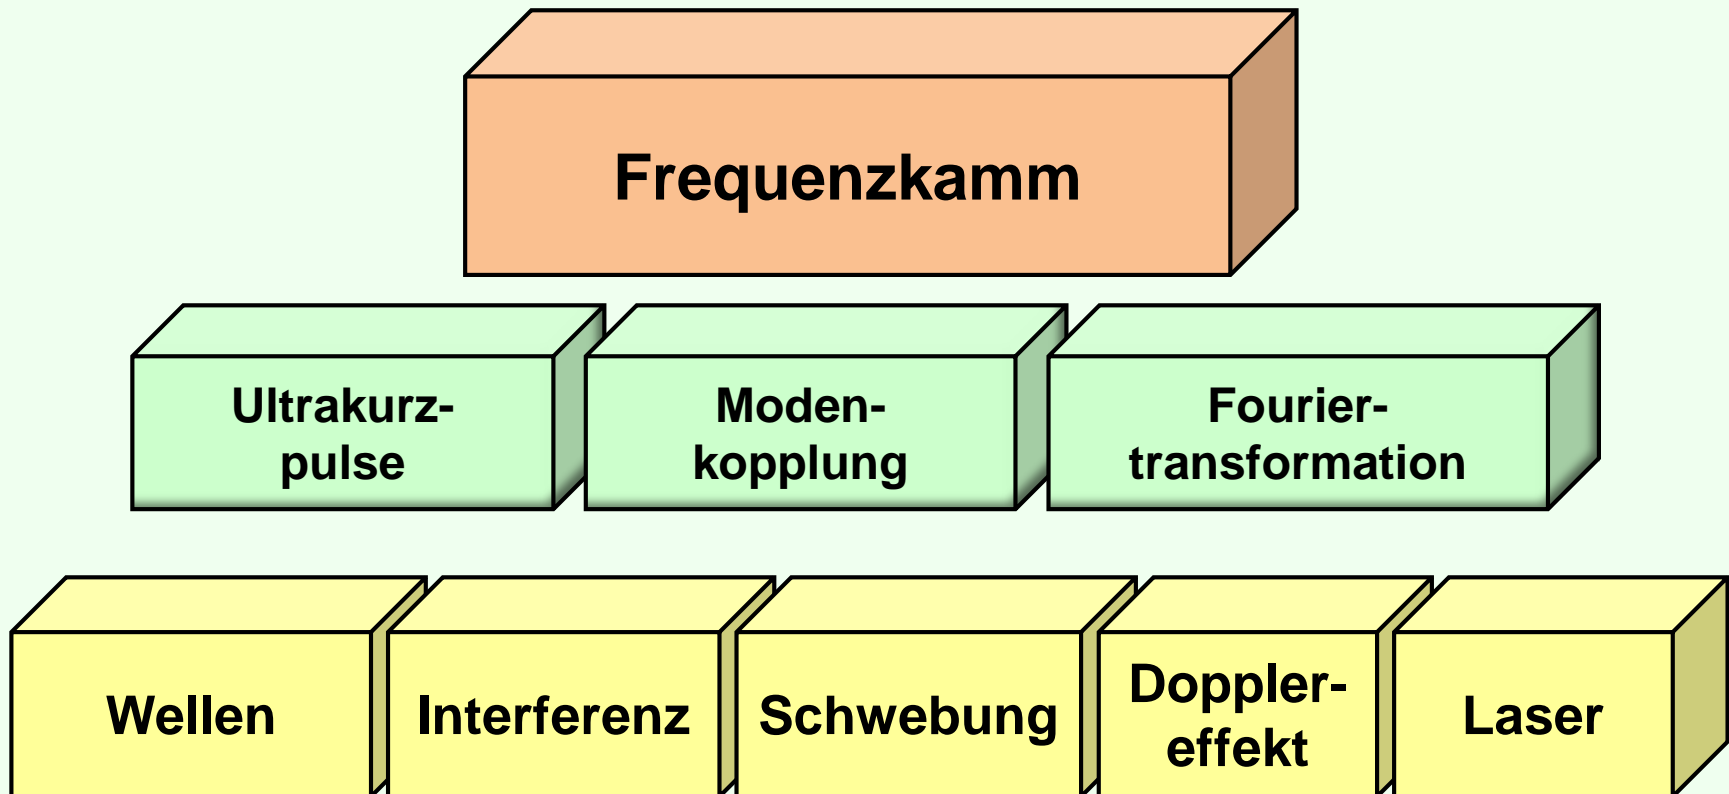 Frequenzkamm
Ultrakurz-
pulse
Moden-
kopplung
Fourier-
transformation
Wellen
Interferenz
Schwebung
Doppler-
effekt
Laser